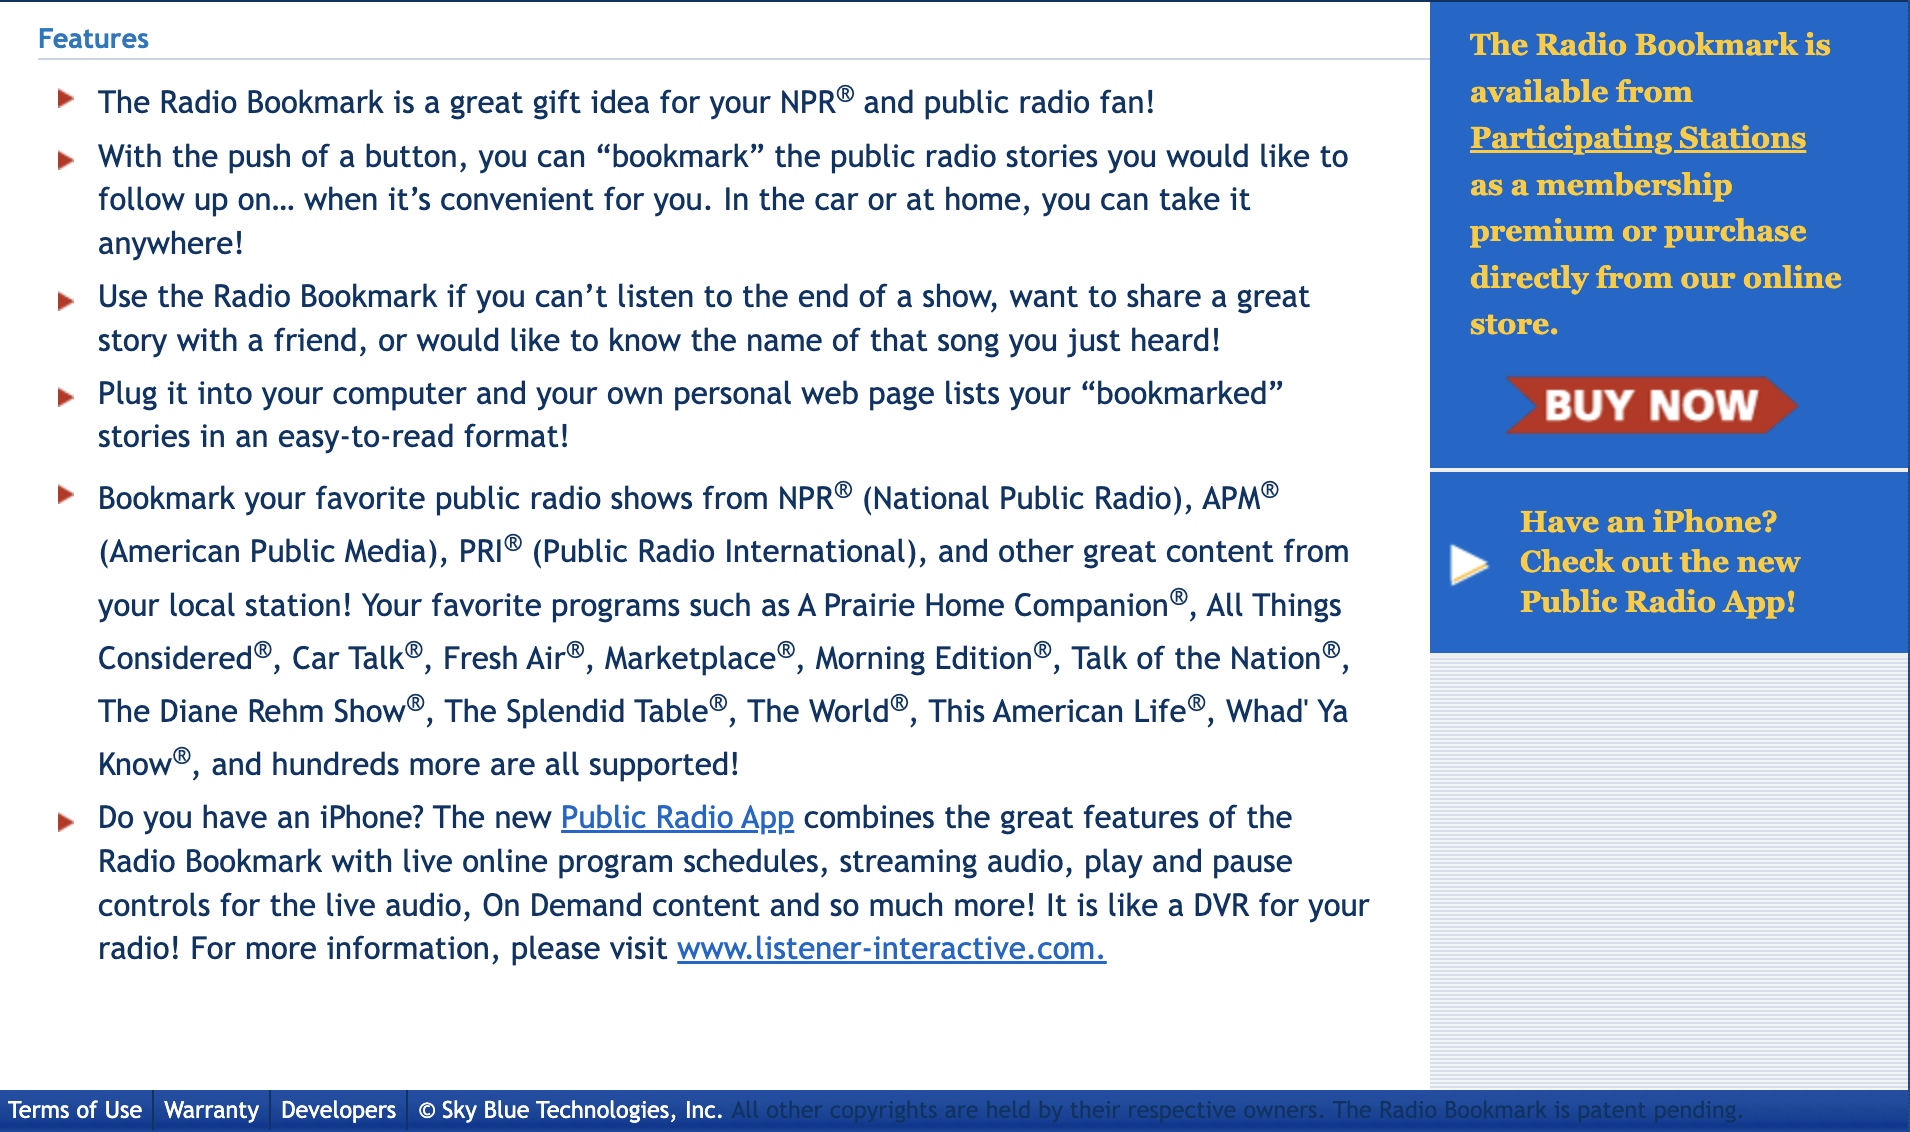 Features
The Radio Bookmark is a great gift idea for your NPR® and public radio fan!
With the push of a button, you can “bookmark” the public radio stories you would like to
follow up on… when it’s convenient for you. In the car or at home, you can take it
anywhere!
Use the Radio Bookmark if you can’t listen to the end of a show, want to share a great
story with a friend, or would like to know the name of that song you just heard!
Plug it into your computer and your own personal web page lists your “bookmarked”
stories in an easy-to-read format!
Bookmark your favorite public radio shows from NPR® (National Public Radio), APM®
(American Public Media), PRI® (Public Radio International), and other great content from
your local station! Your favorite programs such as A Prairie Home Companion®, All Things
Considered®, Car Talk®, Fresh Air®, Marketplace®, Morning Edition®, Talk of the Nation®,
The Diane Rehm Show®, The Splendid Table®, The World®, This American Life®, Whad' Ya
Know®, and hundreds more are all supported!
Do you have an iPhone? The new Public Radio App combines the great features of the
Radio Bookmark with live online program schedules, streaming audio, play and pause
controls for the live audio, On Demand content and so much more! It is like a DVR for your
radio! For more information, please visit www.listener-interactive.com.
The Radio Bookmark is
available from
Participating Stations
as a membership
premium or purchase
directly from our online
store.
BUY NOW
Have an iPhone?
Check out the new
Public Radio App!
Terms of Use Warranty Developers © Sky Blue Technologies, Inc. All other copyrights are held by their respective owners. The Radio Bookmark is patent pending.